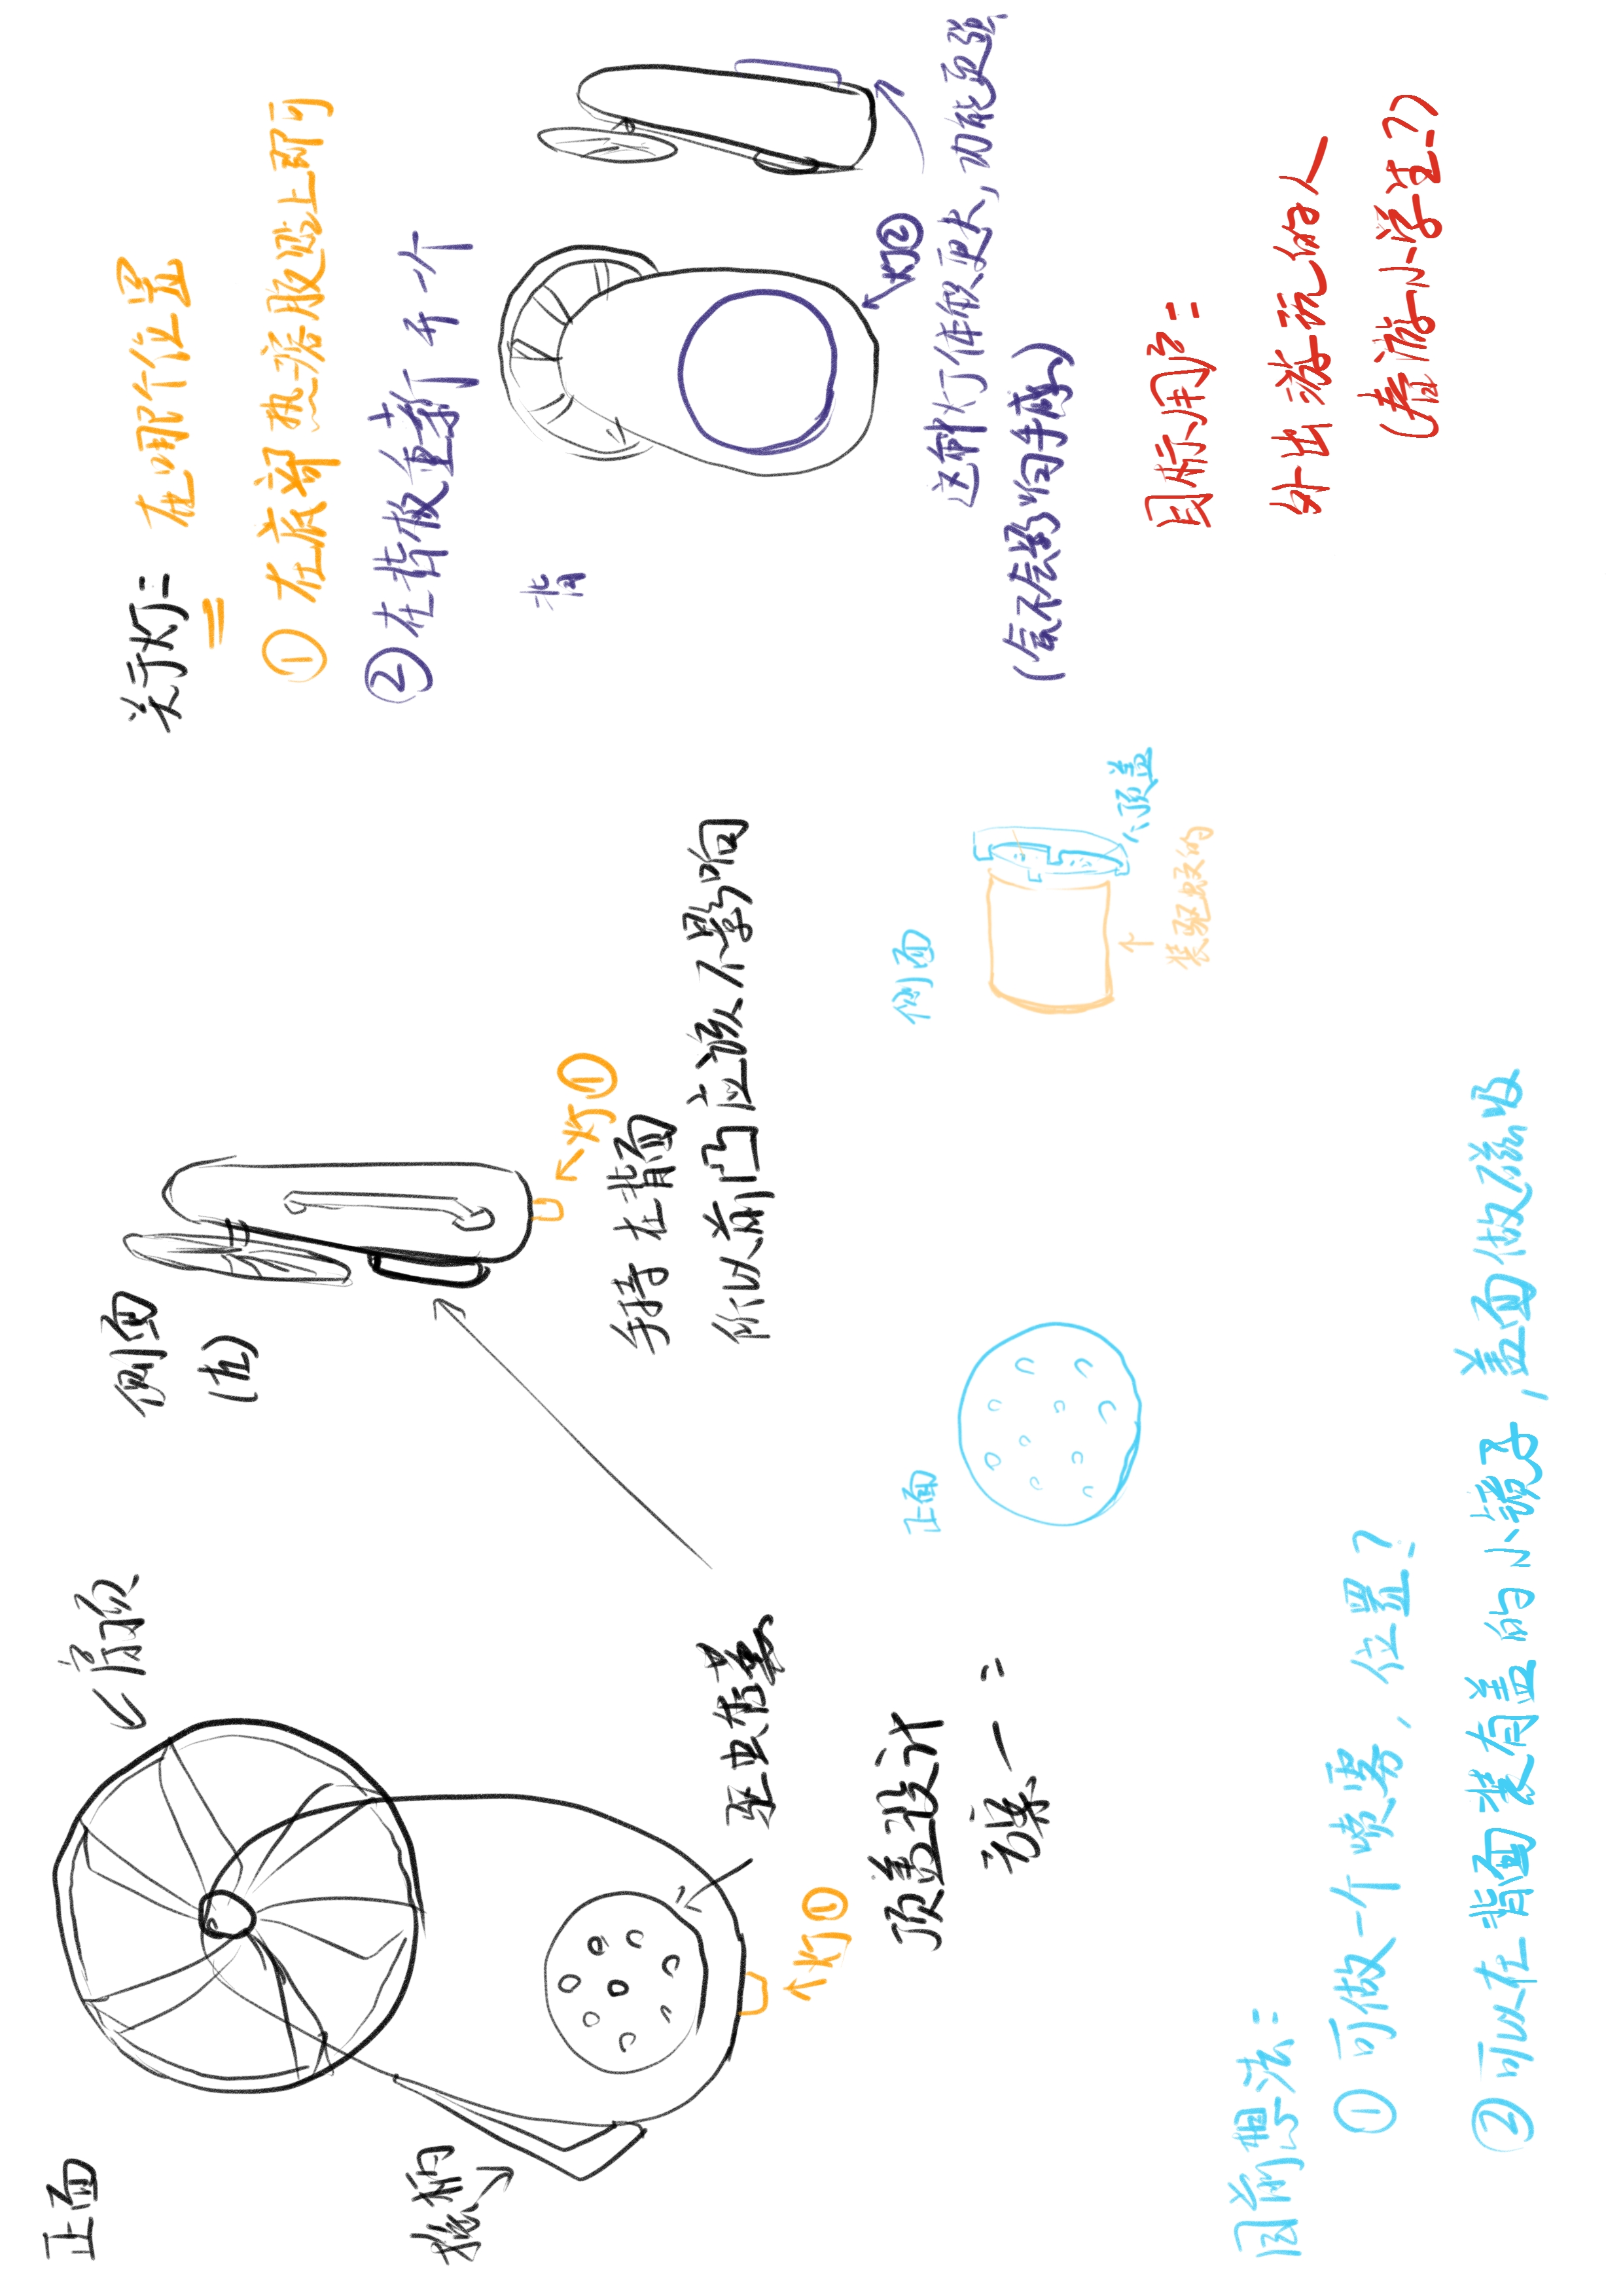 正面
扇页
摇柄
驱虫香薰
灯①
侧面
(左)
灯①
手持在背面
所以前凸应该不影响
关于灯: 在哪个位置
① 在底部热溶胶贴上即可
② 在背板重新开一个
背
灯②
这种灯体积更大,功能更强
(会不会影响手感)
顶盖设计
方案一:
正面
侧面
顶盖
装驱蚊的
目前想法:
① 可做一个喷雾,位置?
② 可以在背面装有盖的小镜子,盖面做磁吸
目标用户:
外出游玩的人
(春游小学生?)